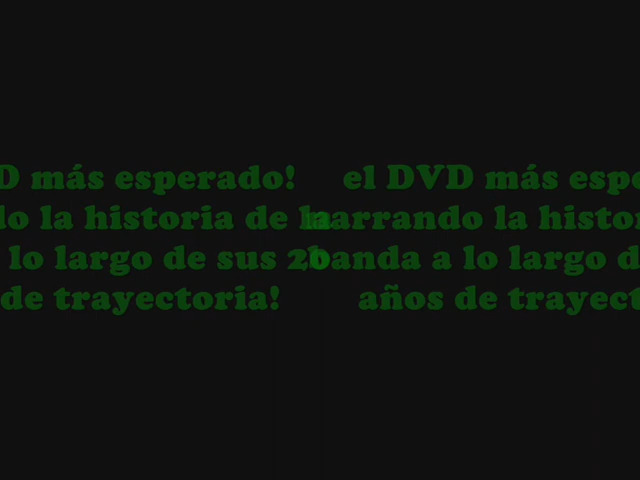 D más esperado! el DVD más espe
do la historia de la narrando la histor
lo largo de sus 20 banda a lo largo d
de trayectoria! años de trayect